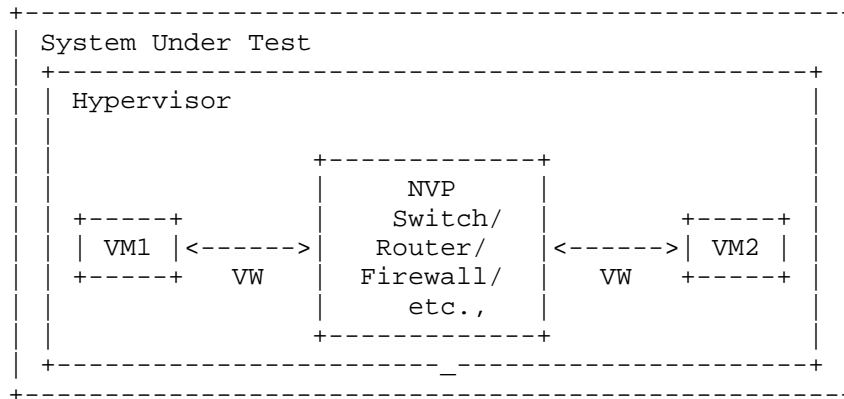 System Under Test
Hypervisor
NVP
Switch/
VM1 <------> Router/ <------> VM2
VW Firewall/ VW
etc.,